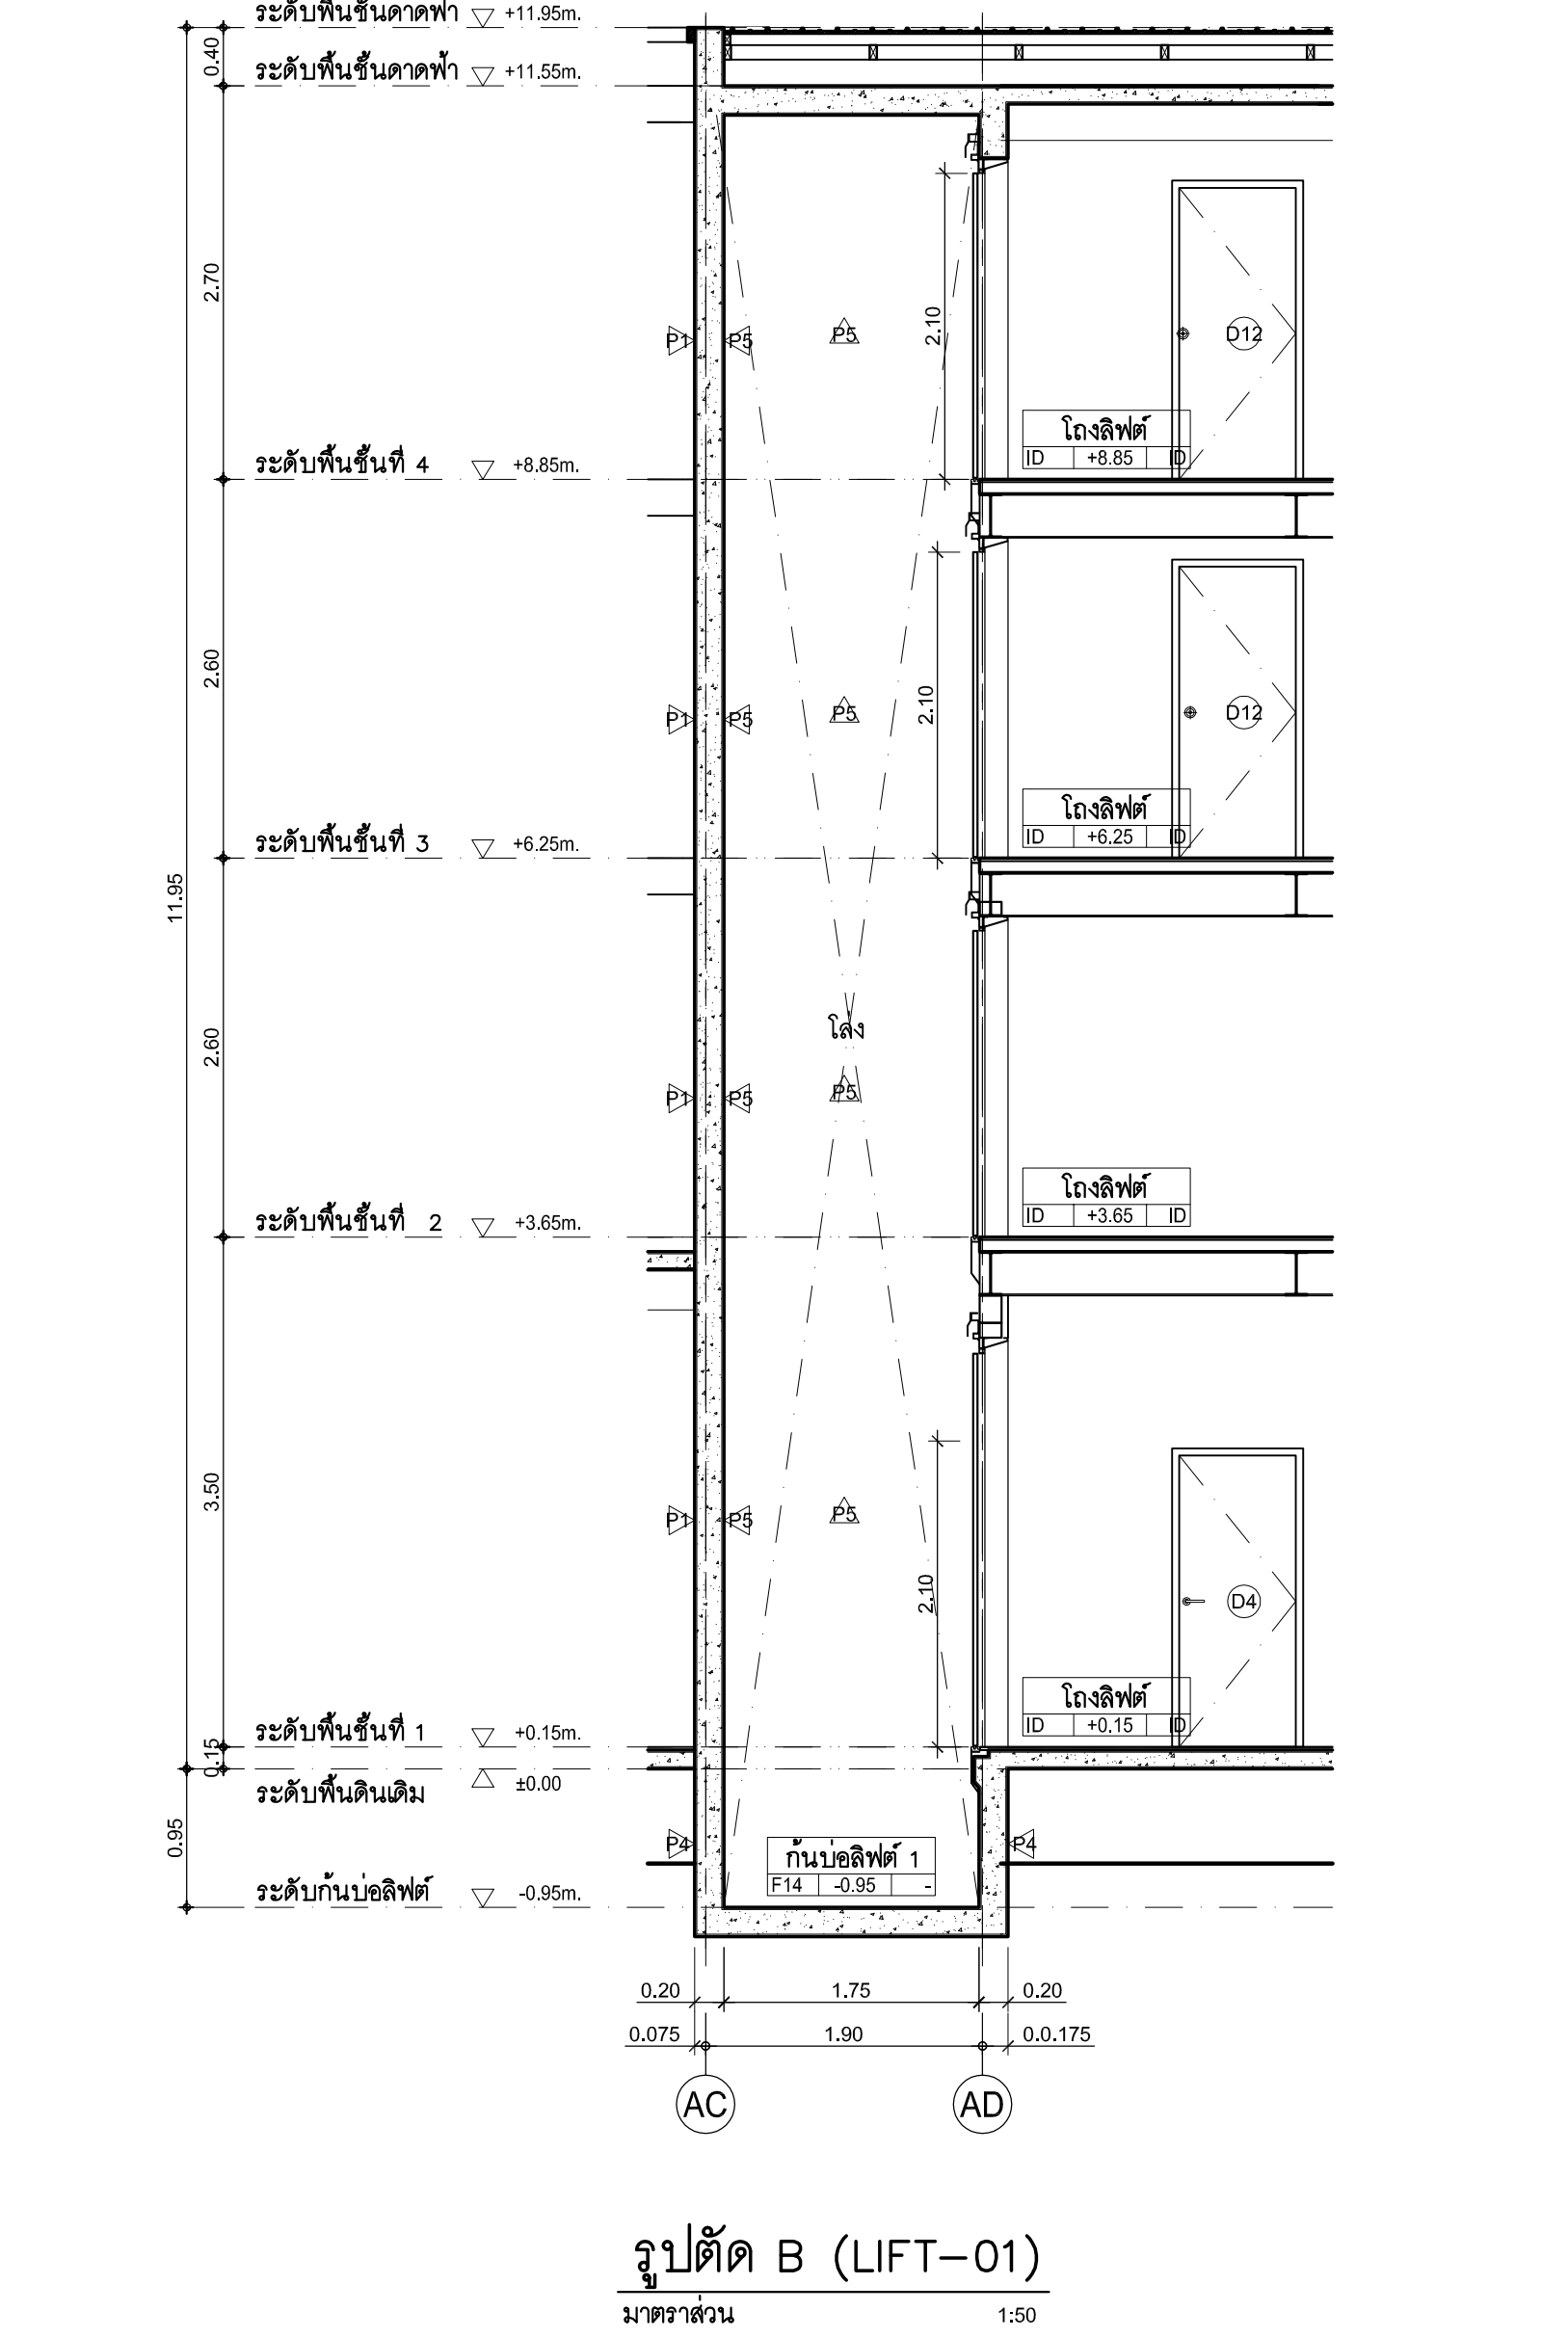 ระดับพื้นชั้นดาดฟ้า +11.95m.
0.40
ระดับพื้นชั้นดาดฟ้า +11.55m.
2.70
2.10
P1 P5 P5 D12
โถงลิฟต์
ระดับพื้นชั้นที่ 4 +8.85m.
ID +8.85 ID
2.60
2.10
P1 P5 P5 D12
โถงลิฟต์
ระดับพื้นชั้นที่ 3 +6.25m.
ID +6.25 ID
11.95
2.60
โล่ง
P1 P5 P5
โถงลิฟต์
ระดับพื้นชั้นที่ 2 +3.65m.
ID +3.65 ID
3.50
P1 P5 P5
2.10
D4
โถงลิฟต์
ระดับพื้นชั้นที่ 1 +0.15m.
ID +0.15 ID
0.15
ระดับพื้นดินเดิม ±0.00
0.95
P4 P4
ก้นบ่อลิฟต์ 1
ระดับก้นบ่อลิฟต์ -0.95m.
F14 -0.95 -
0.20 1.75 0.20
0.075 1.90 0.0.175
AC AD
รูปตัด B (LIFT-01)
มาตราส่วน 1:50